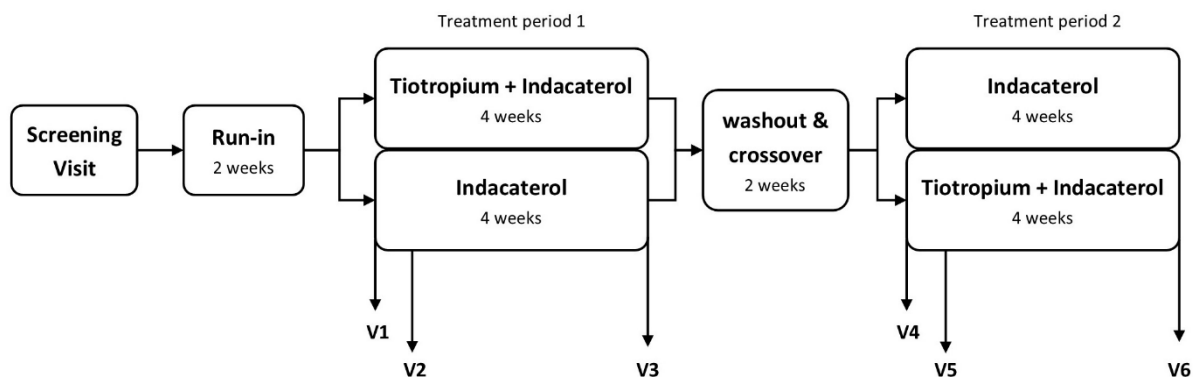 Treatment period 1
Treatment period 2
Screening
Visit
Run-in
2 weeks
Tiotropium + Indacaterol
4 weeks
Indacaterol
4 weeks
washout &
crossover
2 weeks
Indacaterol
4 weeks
Tiotropium + Indacaterol
4 weeks
V1
V2
V3
V4
V5
V6